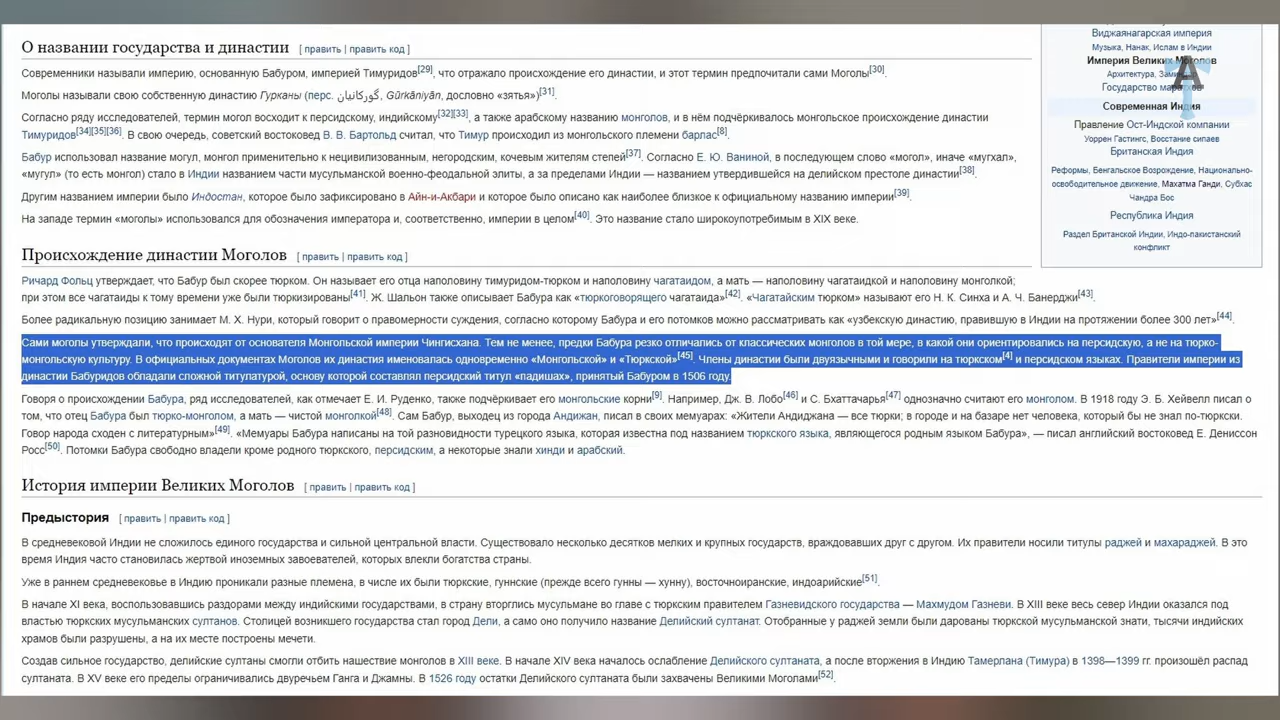 О названии государства и династии [ править | править код ]
Современники называли империю, основанную Бабуром, империей Тимуридов[29], что отражало происхождение его династии, и этот термин предпочитали сами Моголы[30].
Моголы называли свою собственную династию Гурканы (перс. گورکانیان, Gūrkāniyān, дословно «зятья»)[31].
Согласно ряду исследователей, термин могол восходит к персидскому, индийскому[32][33], а также арабскому названию монголов, и в нём подчёркивалось монгольское происхождение династии
Тимуридов[34][35][36]. В свою очередь, советский востоковед В. В. Бартольд считал, что Тимур происходил из монгольского племени барлас[8].
Бабур использовал название могул, монгол применительно к нецивилизованным, негородским, кочевым жителям степей[37]. Согласно Е. Ю. Ваниной, в последующем слово «могол», иначе «мугхал»,
«мугул» (то есть монгол) стало в Индии названием части мусульманской военно-феодальной элиты, а за пределами Индии — названием утвердившейся на делийском престоле династии[38].
Другим названием империи было Индостан, которое было зафиксировано в Айн-и-Акбари и которое было описано как наиболее близкое к официальному названию империи[39].
На западе термин «моголы» использовался для обозначения императора и, соответственно, империи в целом[40]. Это название стало широкоупотребимым в XIX веке.
Происхождение династии Моголов [ править | править код ]
Ричард Фольц утверждает, что Бабур был скорее тюрком. Он называет его отца наполовину тимуридом-тюрком и наполовину чагатаидом, а мать — наполовину чагатаидкой и наполовину монголкой;
при этом все чагатаиды к тому времени уже были тюркизированы[41]. Ж. Шальон также описывает Бабура как «тюркоговорящего чагатаида»[42]. «Чагатайским тюрком» называют его Н. К. Синха и А. Ч. Банерджи[43].
Более радикальную позицию занимает М. Х. Нури, который говорит о правомерности суждения, согласно которому Бабура и его потомков можно рассматривать как «узбекскую династию, правившую в Индии на протяжении более 300 лет»[44].
Сами моголы утверждали, что происходят от основателя Монгольской империи Чингисхана. Тем не менее, предки Бабура резко отличались от классических монголов в той мере, в какой они ориентировались на персидскую, а не на тюрко-
монгольскую культуру. В официальных документах Моголов их династия именовалась одновременно «Монгольской» и «Тюркской»[45]. Члены династии были двуязычными и говорили на тюркском[4] и персидском языках. Правители империи из
династии Бабуридов обладали сложной титулатурой, основу которой составлял персидский титул «падишах», принятый Бабуром в 1506 году.
Говоря о происхождении Бабура, ряд исследователей, как отмечает Е. И. Руденко, также подчёркивает его монгольские корни[9]. Например, Дж. В. Лобо[46] и С. Бхаттачарья[47] однозначно считают его монголом. В 1918 году Э. Б. Хейвелл писал о
том, что отец Бабура был тюрко-монголом, а мать — чистой монголкой[48]. Сам Бабур, выходец из города Андижан, писал в своих мемуарах: «Жители Андиджана — все тюрки; в городе и на базаре нет человека, который бы не знал по-тюркски.
Говор народа сходен с литературным»[49]. «Мемуары Бабура написаны на той разновидности турецкого языка, которая известна под названием тюркского языка, являющегося родным языком Бабура», — писал английский востоковед Е. Дениссон
Росс[50]. Потомки Бабура свободно владели кроме родного тюркского, персидским, а некоторые знали хинди и арабский.
История империи Великих Моголов [ править | править код ]
Предыстория [ править | править код ]
В средневековой Индии не сложилось единого государства и сильной центральной власти. Существовало несколько десятков мелких и крупных государств, враждовавших друг с другом. Их правители носили титулы раджей и махараджей. В это
время Индия часто становилась жертвой иноземных завоевателей, которых влекли богатства страны.
Уже в раннем средневековье в Индию проникали разные племена, в числе их были тюркские, гуннские (прежде всего гунны — хунну), восточноиранские, индоарийские[51].
В начале XI века, воспользовавшись раздорами между индийскими государствами, в страну вторглись мусульмане во главе с тюркским правителем Газневидского государства — Махмудом Газневи. В XIII веке весь север Индии оказался под
властью тюркских мусульманских султанов. Столицей возникшего государства стал город Дели, а само оно получило название Делийский султанат. Отобранные у раджей земли были дарованы тюркской мусульманской знати, тысячи индийских
храмов были разрушены, а на их месте построены мечети.
Создав сильное государство, делийские султаны смогли отбить нашествие монголов в XIII веке. В начале XIV века началось ослабление Делийского султаната, а после вторжения в Индию Тамерлана (Тимура) в 1398—1399 гг. произошёл распад
султаната. В XV веке его пределы ограничивались двуречьем Ганга и Джамны. В 1526 году остатки Делийского султаната были захвачены Великими Моголами[52].
Виджаянагарская империя
Музыка, Нанак, Ислам в Индии
Империя Великих Моголов
Архитектура,
Государство
Современная Индия
Правление Ост-Индской компании
Уоррен Гастингс, Восстание сипаев
Британская Индия
Реформы, Бенгальское Возрождение, Национально-
освободительное движение, Махатма Ганди, Субхас
Чандра Бос
Республика Индия
Раздел Британской Индии, Индо-пакистанский
конфликт